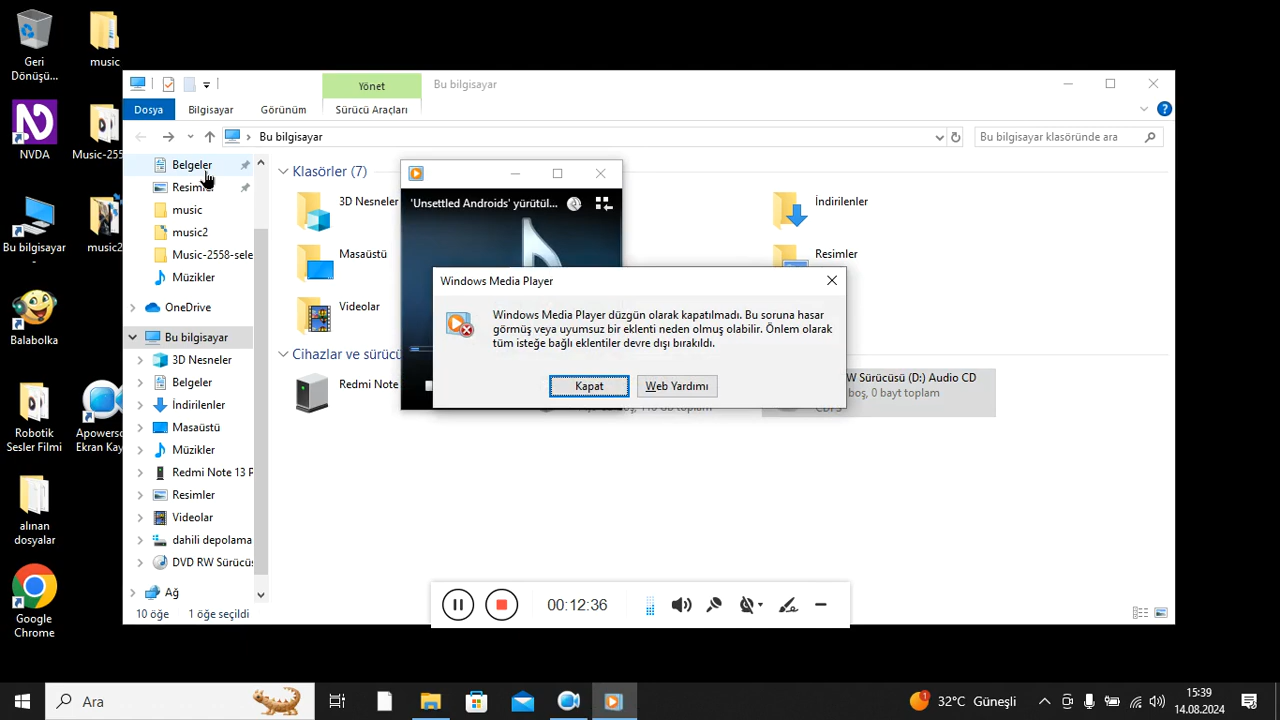 Geri
Dönüşü...
music
NVDA
Music-255
Bu bilgisayar
-
music2
Balabolka
Robotik
Sesler Filmi
Apowersc
Ekran Kay
alınan
dosyalar
Google
Chrome
Yönet
Bu bilgisayar
Dosya
Bilgisayar
Görünüm
Sürücü Araçları
Bu bilgisayar
Bu bilgisayar klasöründe ara
Belgeler
Resimler
music
music2
Music-2558-sele
Müzikler
OneDrive
Bu bilgisayar
3D Nesneler
Belgeler
İndirilenler
Masaüstü
Müzikler
Redmi Note 13 P
Resimler
Videolar
dahili depolama
DVD RW Sürücüs
Ağ
10 öğe
1 öğe seçildi
Klasörler (7)
3D Nesneler
İndirilenler
Masaüstü
Resimler
Videolar
Cihazlar ve sürücü
Redmi Note
W Sürücüsü (D:) Audio CD
boş, 0 bayt toplam
CDFS
'Unsettled Androids' yürütül...
Windows Media Player
Windows Media Player düzgün olarak kapatılmadı. Bu soruna hasar
görmüş veya uyumsuz bir eklenti neden olmuş olabilir. Önlem olarak
tüm isteğe bağlı eklentiler devre dışı bırakıldı.
Kapat
Web Yardımı
00:12:36
Ara
1
32°C Güneşli
15:39
14.08.2024